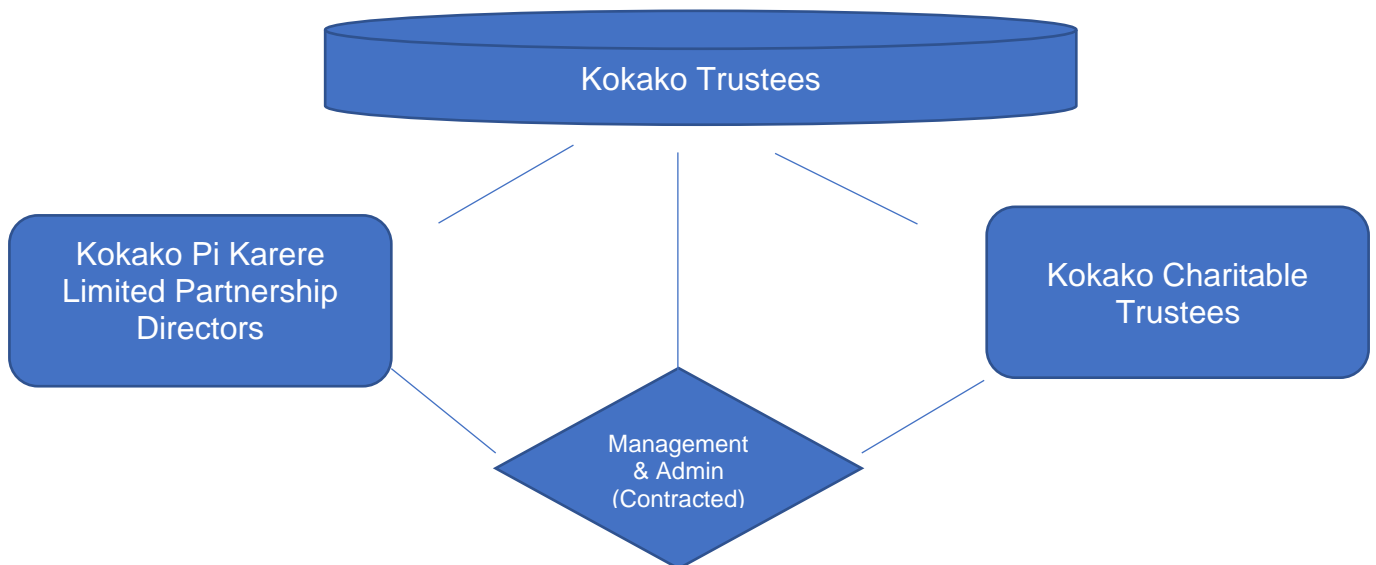 Kokako Trustees
Kokako Pi Karere
Limited Partnership
Directors
Kokako Charitable
Trustees
Management
& Admin
(Contracted)